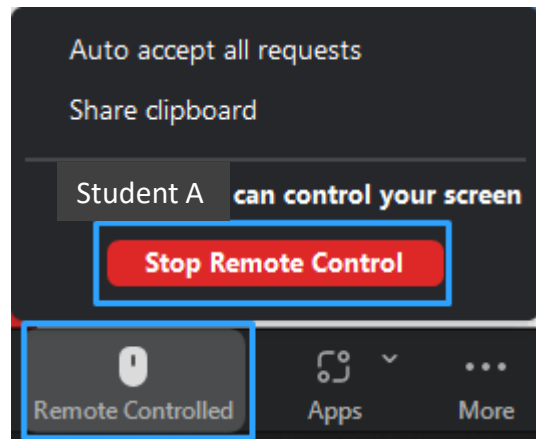 Auto accept all requests
Share clipboard
Student A can control your screen
Stop Remote Control
Remote Controlled Apps More